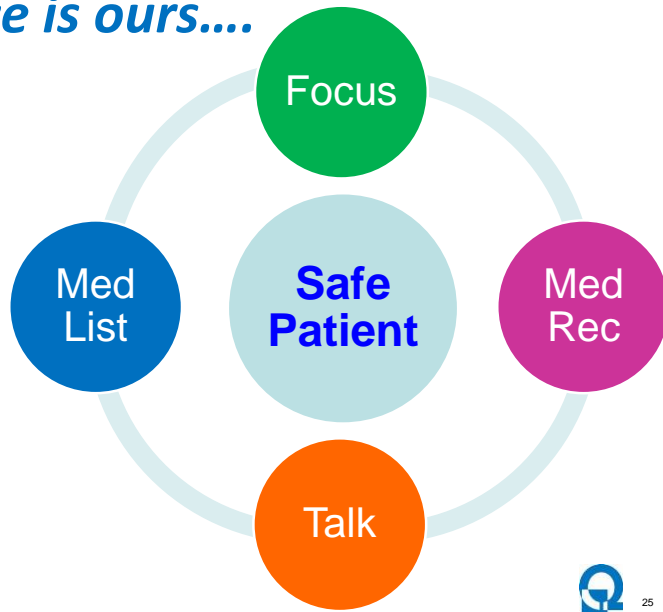 is ours....
Focus
Med
List
Safe
Patient
Med
Rec
Talk
25